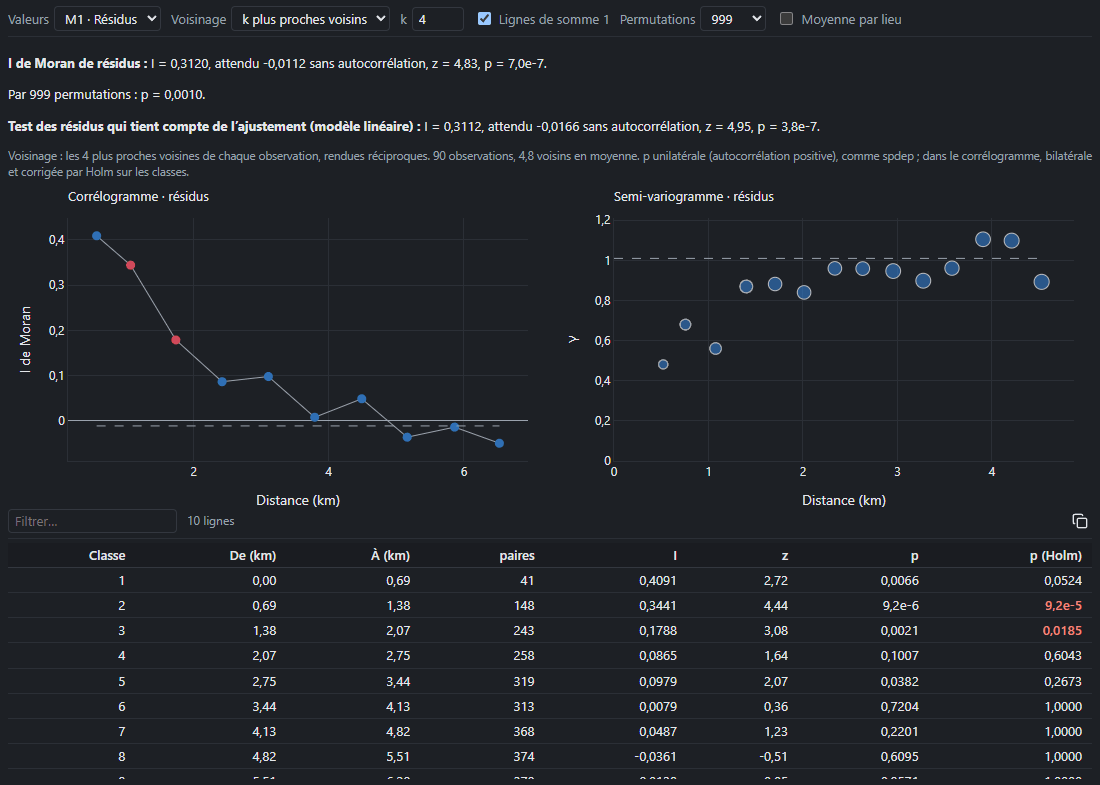 Valeurs M1 · Résidus Voisinage k plus proches voisins k 4 Lignes de somme 1 Permutations 999 Moyenne par lieu
I de Moran de résidus : I = 0,3120, attendu -0,0112 sans autocorrélation, z = 4,83, p = 7,0e-7.
Par 999 permutations : p = 0,0010.
Test des résidus qui tient compte de l’ajustement (modèle linéaire) : I = 0,3112, attendu -0,0166 sans autocorrélation, z = 4,95, p = 3,8e-7.
Voisinage : les 4 plus proches voisines de chaque observation, rendues réciproques. 90 observations, 4,8 voisins en moyenne. p unilatérale (autocorrélation positive), comme spdep ; dans le corrélogramme, bilatérale
et corrigée par Holm sur les classes.
Corrélogramme · résidus
I de Moran
0,4
0,3
0,2
0,1
0
2 4 6
Distance (km)
Semi-variogramme · résidus
γ
1,2
1
0,8
0,6
0,4
0,2
0
0 1 2 3 4
Distance (km)
Filtrer... 10 lignes
Classe De (km) À (km) paires I z p p (Holm)
1 0,00 0,69 41 0,4091 2,72 0,0066 0,0524
2 0,69 1,38 148 0,3441 4,44 9,2e-6 9,2e-5
3 1,38 2,07 243 0,1788 3,08 0,0021 0,0185
4 2,07 2,75 258 0,0865 1,64 0,1007 0,6043
5 2,75 3,44 319 0,0979 2,07 0,0382 0,2673
6 3,44 4,13 313 0,0079 0,36 0,7204 1,0000
7 4,13 4,82 368 0,0487 1,23 0,2201 1,0000
8 4,82 5,51 374 -0,0361 -0,51 0,6095 1,0000